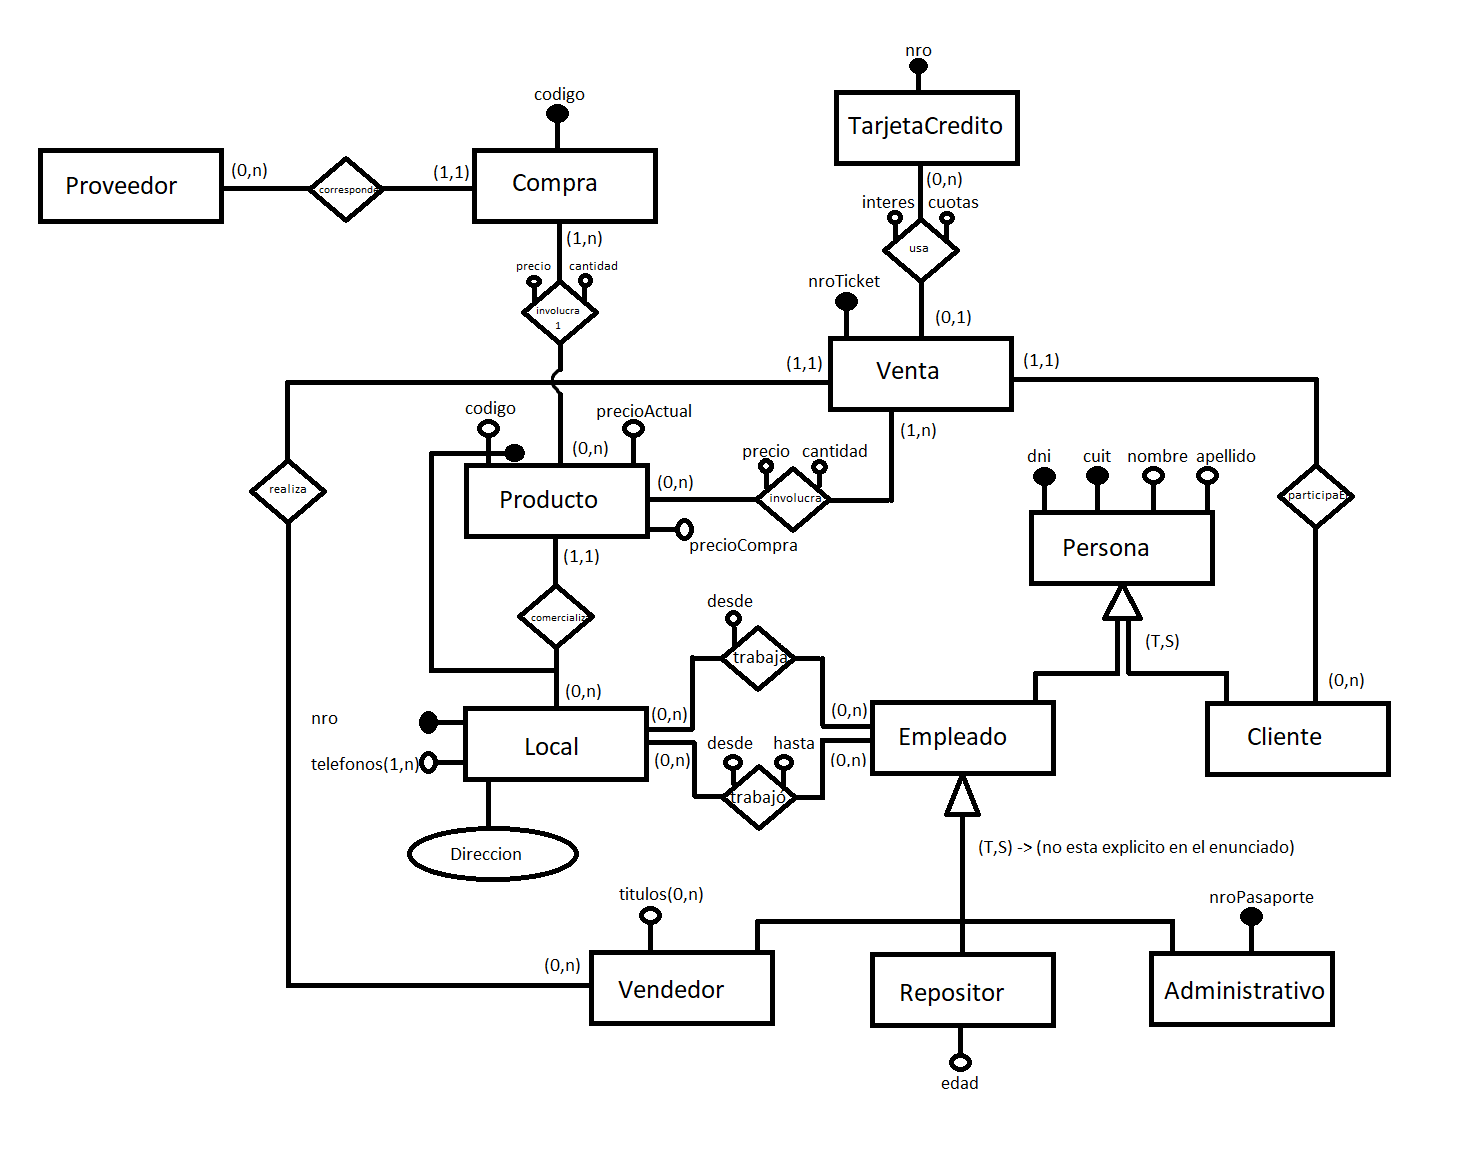 nro
codigo
TarjetaCredito
Proveedor
(0,n)
corresponde
(1,1)
Compra
(0,n)
interes
cuotas
usa
(1,n)
precio
cantidad
involucra
1
nroTicket
(0,1)
(1,1)
Venta
(1,1)
codigo
precioActual
(0,n)
(1,n)
precio
cantidad
dni
cuit
nombre
apellido
realiza
Producto
(0,n)
involucra
participaE
precioCompra
(1,1)
Persona
comercializa
desde
trabaja
(T,S)
(0,n)
(0,n)
(0,n)
(0,n)
nro
telefonos(1,n)
Local
(0,n)
desde
hasta
trabajó
(0,n)
Empleado
Cliente
Direccion
(T,S) -> (no esta explicito en el enunciado)
titulos(0,n)
nroPasaporte
(0,n)
Vendedor
Repositor
Administrativo
edad